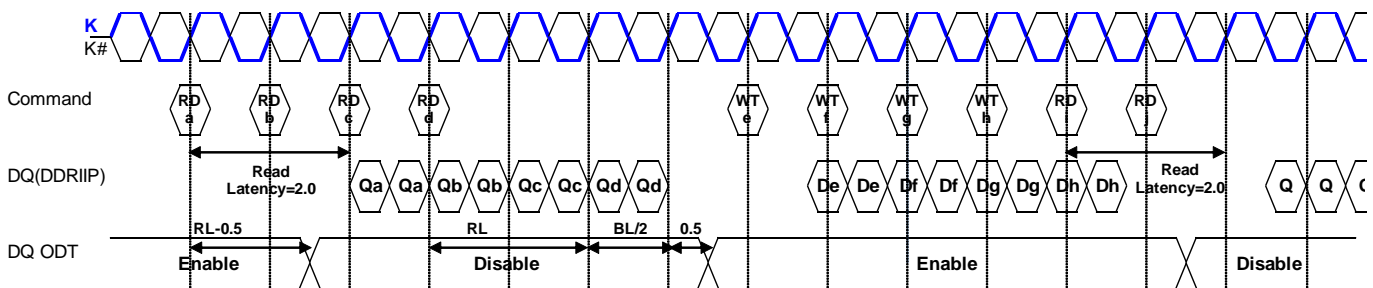 K
K#
Command
RD a RD b RD c RD d WT e WT f WT g WT h RD RD j
Read Latency=2.0 Read Latency=2.0
DQ(DDRIIP)
Qa Qa Qb Qb Qc Qc Qd Qd De De Df Df Dg Dg Dh Dh Q Q
RL-0.5 RL BL/2 0.5
DQ ODT
Enable Disable Enable Disable